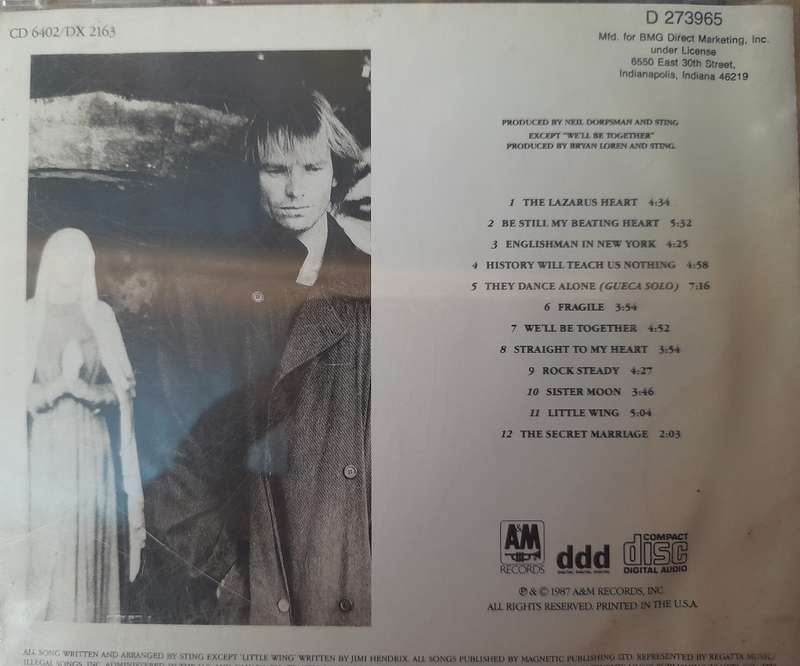 CD 6402/DX 2163
D 273965
Mfd. for BMG Direct Marketing, Inc.
under License
6550 East 30th Street,
Indianapolis, Indiana 46219
PRODUCED BY NEIL DORFSMAN AND STING
EXCEPT "WE'LL BE TOGETHER"
PRODUCED BY BRYAN LOREN AND STING.
1 THE LAZARUS HEART 4:34
2 BE STILL MY BEATING HEART 5:32
3 ENGLISHMAN IN NEW YORK 4:25
4 HISTORY WILL TEACH US NOTHING 4:58
5 THEY DANCE ALONE (GUECA SOLO) 7:16
6 FRAGILE 3:54
7 WE'LL BE TOGETHER 4:52
8 STRAIGHT TO MY HEART 3:54
9 ROCK STEADY 4:27
10 SISTER MOON 3:46
11 LITTLE WING 5:04
12 THE SECRET MARRIAGE 2:03
A&M RECORDS
ddd
DIGITAL DIGITAL DIGITAL
COMPACT disc DIGITAL AUDIO
℗ & © 1987 A&M RECORDS, INC.
ALL RIGHTS RESERVED. PRINTED IN THE U.S.A.
ALL SONG WRITTEN AND ARRANGED BY STING EXCEPT 'LITTLE WING' WRITTEN BY JIMI HENDRIX. ALL SONGS PUBLISHED BY MAGNETIC PUBLISHING LTD. REPRESENTED BY REGATTA MUSIC/
ILLEGAL SONGS, INC. ADMINISTERED